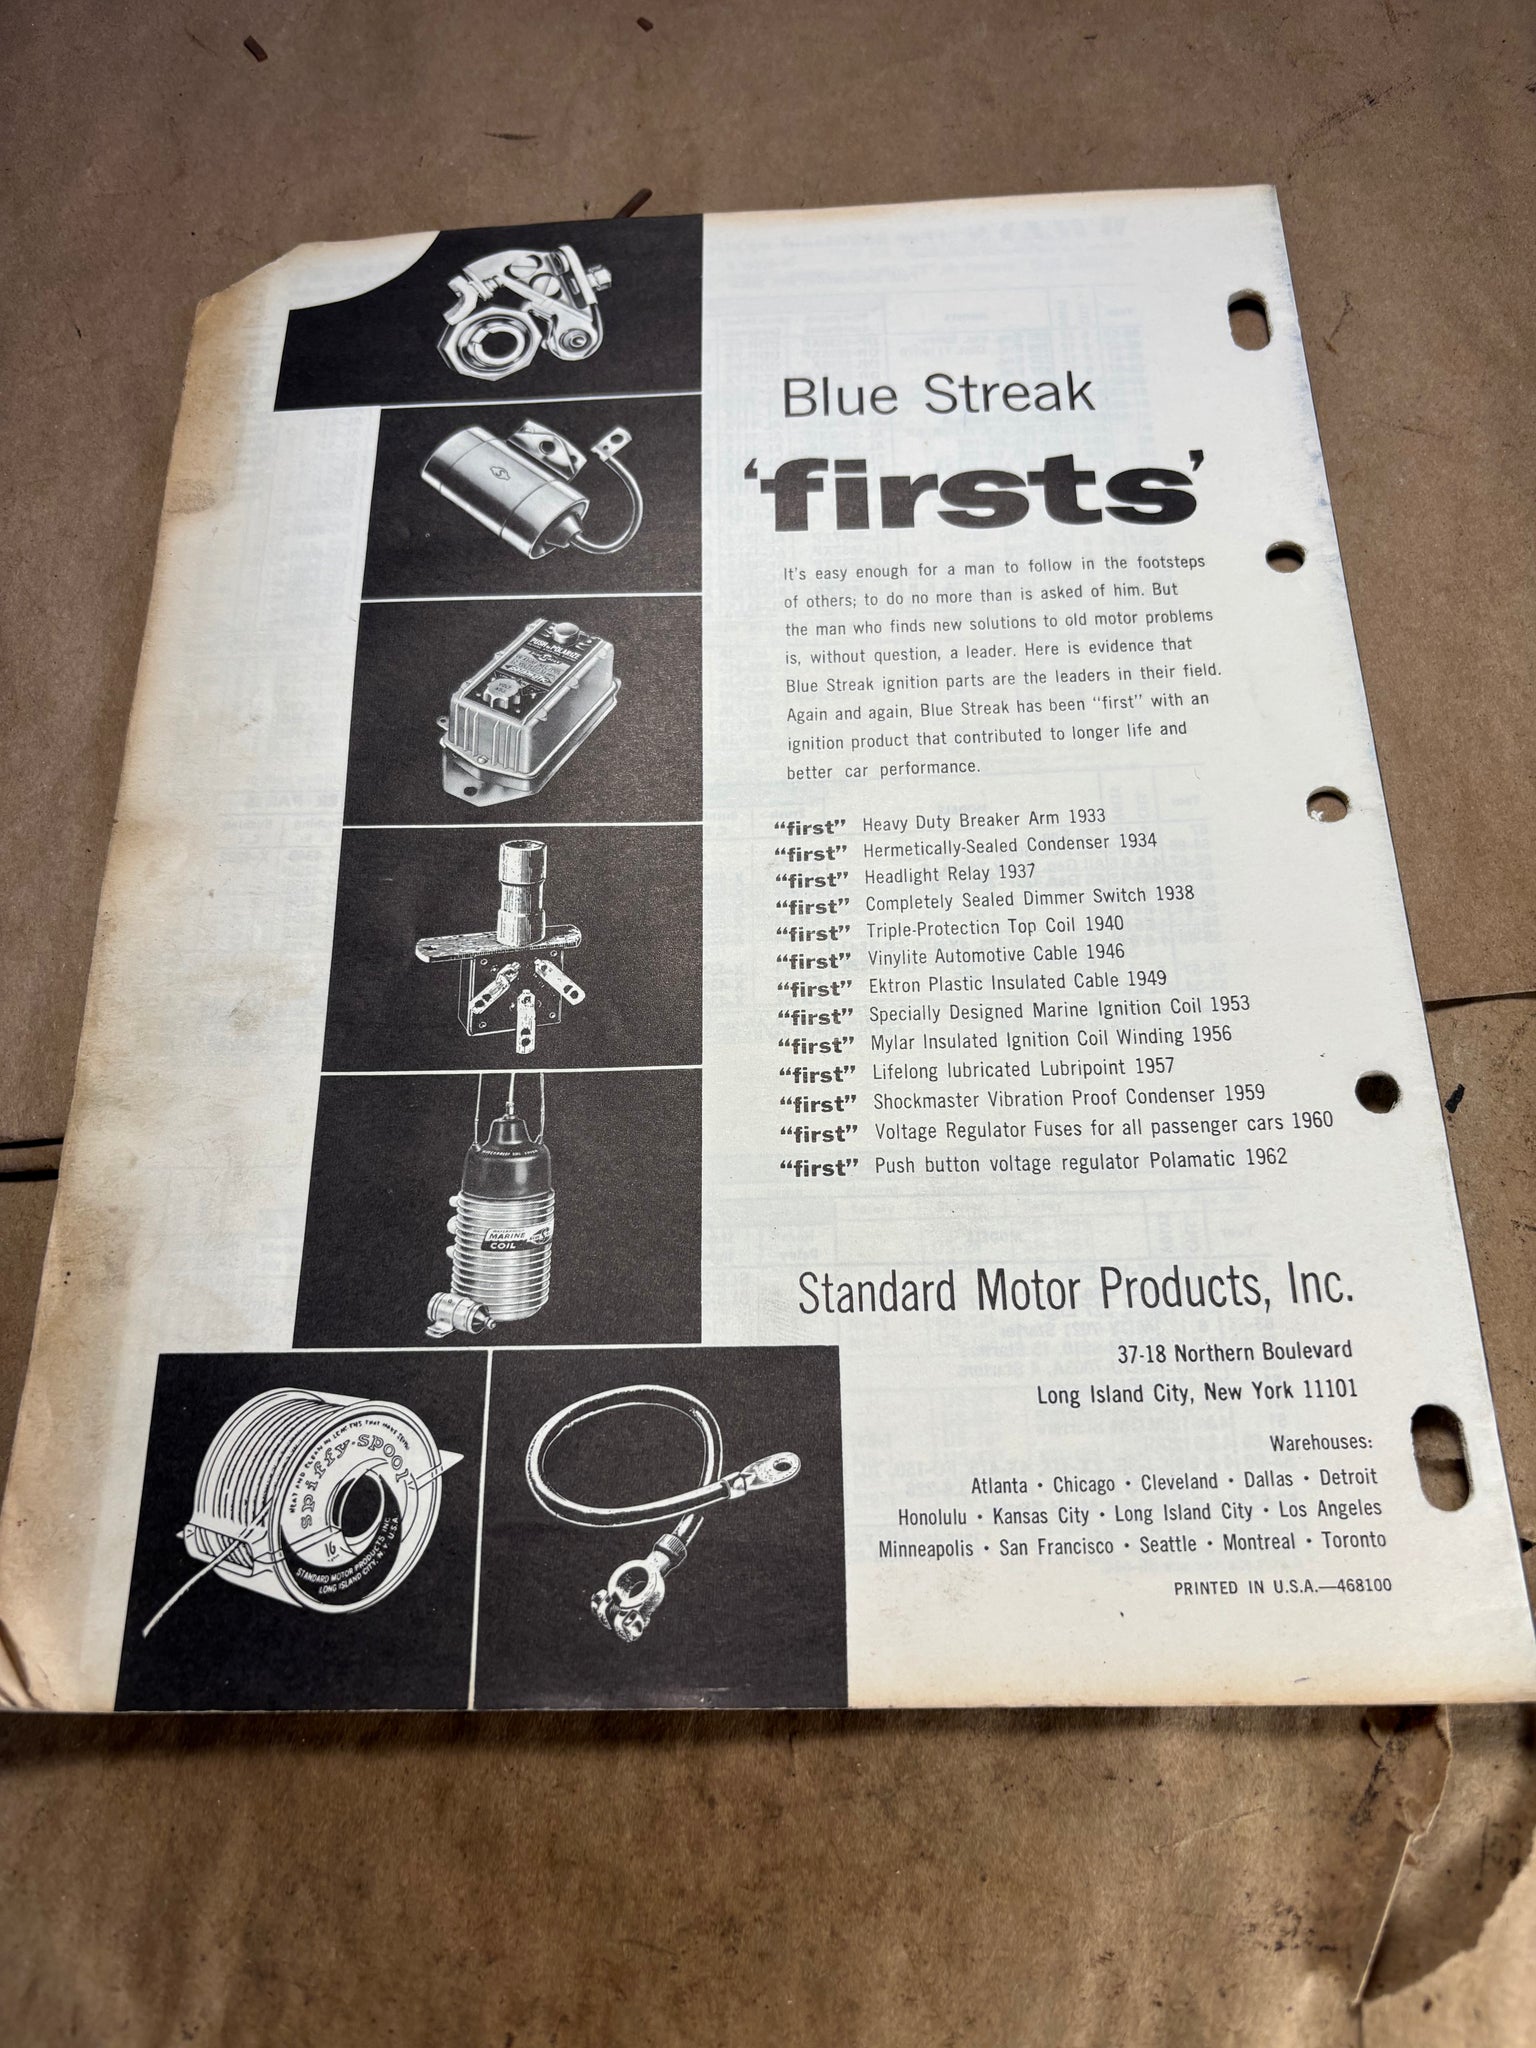 Blue Streak
'firsts'
It's easy enough for a man to follow in the footsteps
of others; to do no more than is asked of him. But
the man who finds new solutions to old motor problems
is, without question, a leader. Here is evidence that
Blue Streak ignition parts are the leaders in their field.
Again and again, Blue Streak has been "first" with an
ignition product that contributed to longer life and
better car performance.
"first" Heavy Duty Breaker Arm 1933
"first" Hermetically-Sealed Condenser 1934
"first" Headlight Relay 1937
"first" Completely Sealed Dimmer Switch 1938
"first" Triple-Protection Top Coil 1940
"first" Vinylite Automotive Cable 1946
"first" Ektron Plastic Insulated Cable 1949
"first" Specially Designed Marine Ignition Coil 1953
"first" Mylar Insulated Ignition Coil Winding 1956
"first" Lifelong lubricated Lubripoint 1957
"first" Shockmaster Vibration Proof Condenser 1959
"first" Voltage Regulator Fuses for all passenger cars 1960
"first" Push button voltage regulator Polamatic 1962
Standard Motor Products, Inc.
37-18 Northern Boulevard
Long Island City, New York 11101
Warehouses:
Atlanta • Chicago • Cleveland • Dallas • Detroit
Honolulu • Kansas City • Long Island City • Los Angeles
Minneapolis • San Francisco • Seattle • Montreal • Toronto
PRINTED IN U.S.A.—468100
PUSH TO POLARIZE
MARINE
COIL
spiffy-spool
16
STANDARD MOTOR PRODUCTS INC
LONG ISLAND CITY, N.Y. U.S.A.